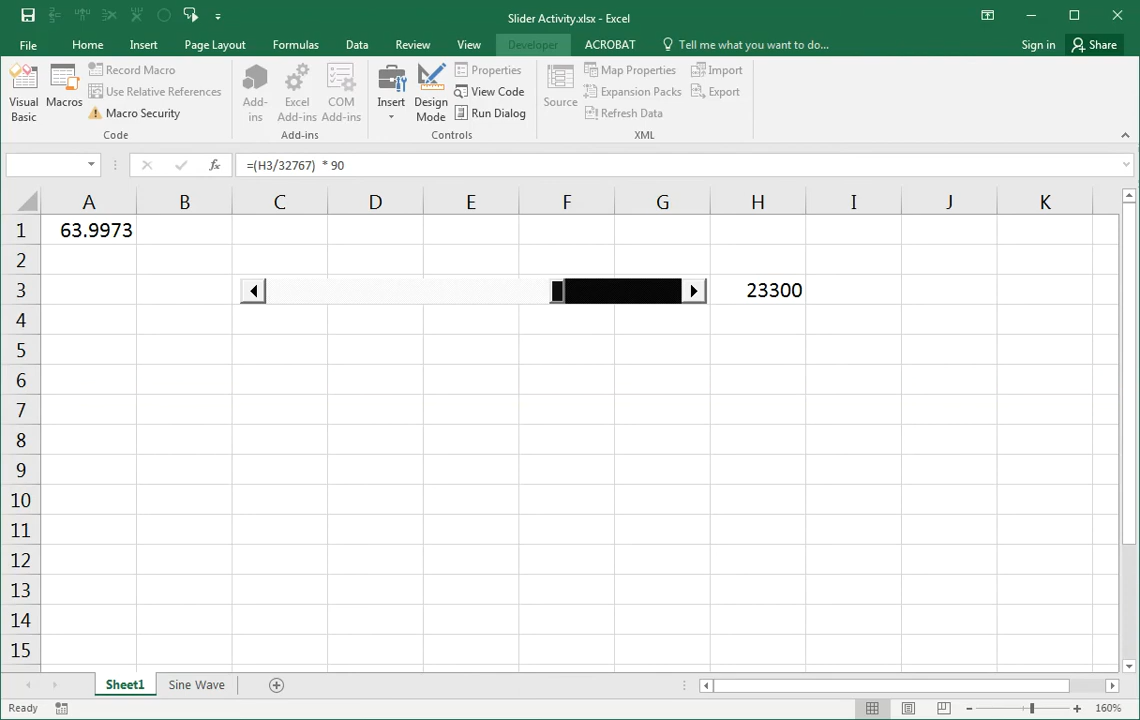 Slider Activity.xlsx - Excel
File Home Insert Page Layout Formulas Data Review View Developer ACROBAT Tell me what you want to do... Sign in Share
Visual Basic
Macros
Record Macro
Use Relative References
Macro Security
Code
Add-ins
Excel Add-ins
COM Add-ins
Add-ins
Insert
Design Mode
Properties
View Code
Run Dialog
Controls
Source
Map Properties
Expansion Packs
Refresh Data
Import
Export
XML
fx =(H3/32767) * 90
A B C D E F G H I J K
1 63.9973
2
3 23300
4
5
6
7
8
9
10
11
12
13
14
15
Sheet1 Sine Wave
Ready 160%